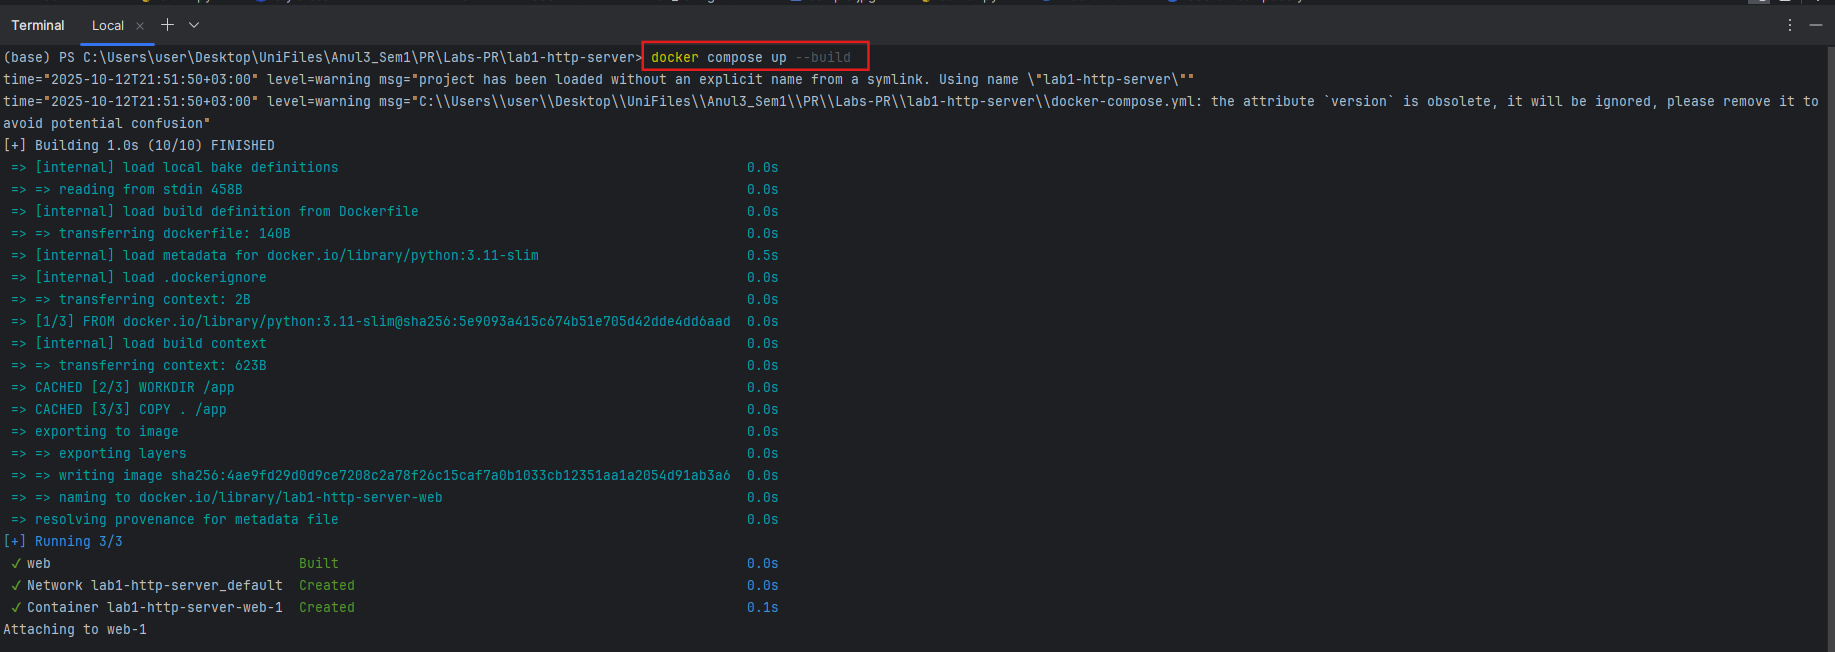 Terminal Local
(base) PS C:\Users\user\Desktop\UniFiles\Anul3_Sem1\PR\Labs-PR\lab1-http-server> docker compose up --build
time="2025-10-12T21:51:50+03:00" level=warning msg="project has been loaded without an explicit name from a symlink. Using name \"lab1-http-server\""
time="2025-10-12T21:51:50+03:00" level=warning msg="C:\\Users\\user\\Desktop\\UniFiles\\Anul3_Sem1\\PR\\Labs-PR\\lab1-http-server\\docker-compose.yml: the attribute `version` is obsolete, it will be ignored, please remove it to
avoid potential confusion"
[+] Building 1.0s (10/10) FINISHED
=> [internal] load local bake definitions 0.0s
=> => reading from stdin 458B 0.0s
=> [internal] load build definition from Dockerfile 0.0s
=> => transferring dockerfile: 140B 0.0s
=> [internal] load metadata for docker.io/library/python:3.11-slim 0.5s
=> [internal] load .dockerignore 0.0s
=> => transferring context: 2B 0.0s
=> [1/3] FROM docker.io/library/python:3.11-slim@sha256:5e9093a415c674b51e705d42dde4dd6aad 0.0s
=> [internal] load build context 0.0s
=> => transferring context: 623B 0.0s
=> CACHED [2/3] WORKDIR /app 0.0s
=> CACHED [3/3] COPY . /app 0.0s
=> exporting to image 0.0s
=> => exporting layers 0.0s
=> => writing image sha256:4ae9fd29d0d9ce7208c2a78f26c15caf7a0b1033cb12351aa1a2054d91ab3a6 0.0s
=> => naming to docker.io/library/lab1-http-server-web 0.0s
=> resolving provenance for metadata file 0.0s
[+] Running 3/3
✓ web Built 0.0s
✓ Network lab1-http-server_default Created 0.0s
✓ Container lab1-http-server-web-1 Created 0.1s
Attaching to web-1